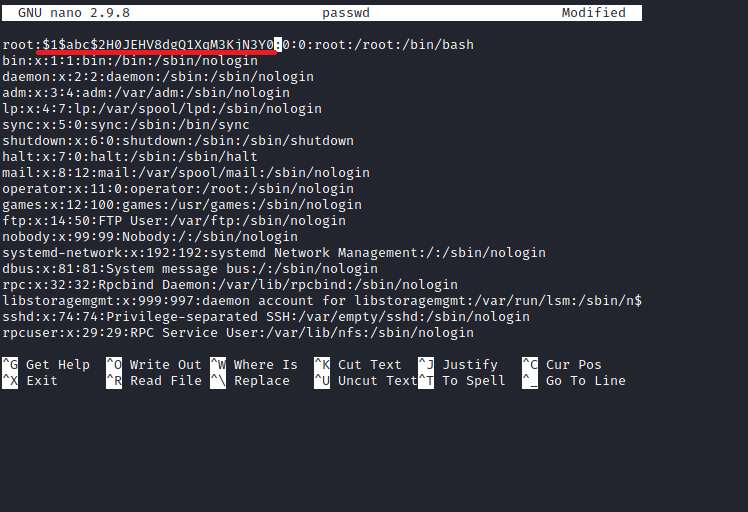 GNU nano 2.9.8 passwd Modified
root:$1$abc$2H0JEHV8dgQ1XqM3KjN3Y0:0:0:root:/root:/bin/bash
bin:x:1:1:bin:/bin:/sbin/nologin
daemon:x:2:2:daemon:/sbin:/sbin/nologin
adm:x:3:4:adm:/var/adm:/sbin/nologin
lp:x:4:7:lp:/var/spool/lpd:/sbin/nologin
sync:x:5:0:sync:/sbin:/bin/sync
shutdown:x:6:0:shutdown:/sbin:/sbin/shutdown
halt:x:7:0:halt:/sbin:/sbin/halt
mail:x:8:12:mail:/var/spool/mail:/sbin/nologin
operator:x:11:0:operator:/root:/sbin/nologin
games:x:12:100:games:/usr/games:/sbin/nologin
ftp:x:14:50:FTP User:/var/ftp:/sbin/nologin
nobody:x:99:99:Nobody:/:/sbin/nologin
systemd-network:x:192:192:systemd Network Management:/:/sbin/nologin
dbus:x:81:81:System message bus:/:/sbin/nologin
rpc:x:32:32:Rpcbind Daemon:/var/lib/rpcbind:/sbin/nologin
libstoragemgmt:x:999:997:daemon account for libstoragemgmt:/var/run/lsm:/sbin/n$
sshd:x:74:74:Privilege-separated SSH:/var/empty/sshd:/sbin/nologin
rpcuser:x:29:29:RPC Service User:/var/lib/nfs:/sbin/nologin
^G Get Help ^O Write Out ^W Where Is ^K Cut Text ^J Justify ^C Cur Pos
^X Exit ^R Read File ^\ Replace ^U Uncut Text ^T To Spell ^_ Go To Line